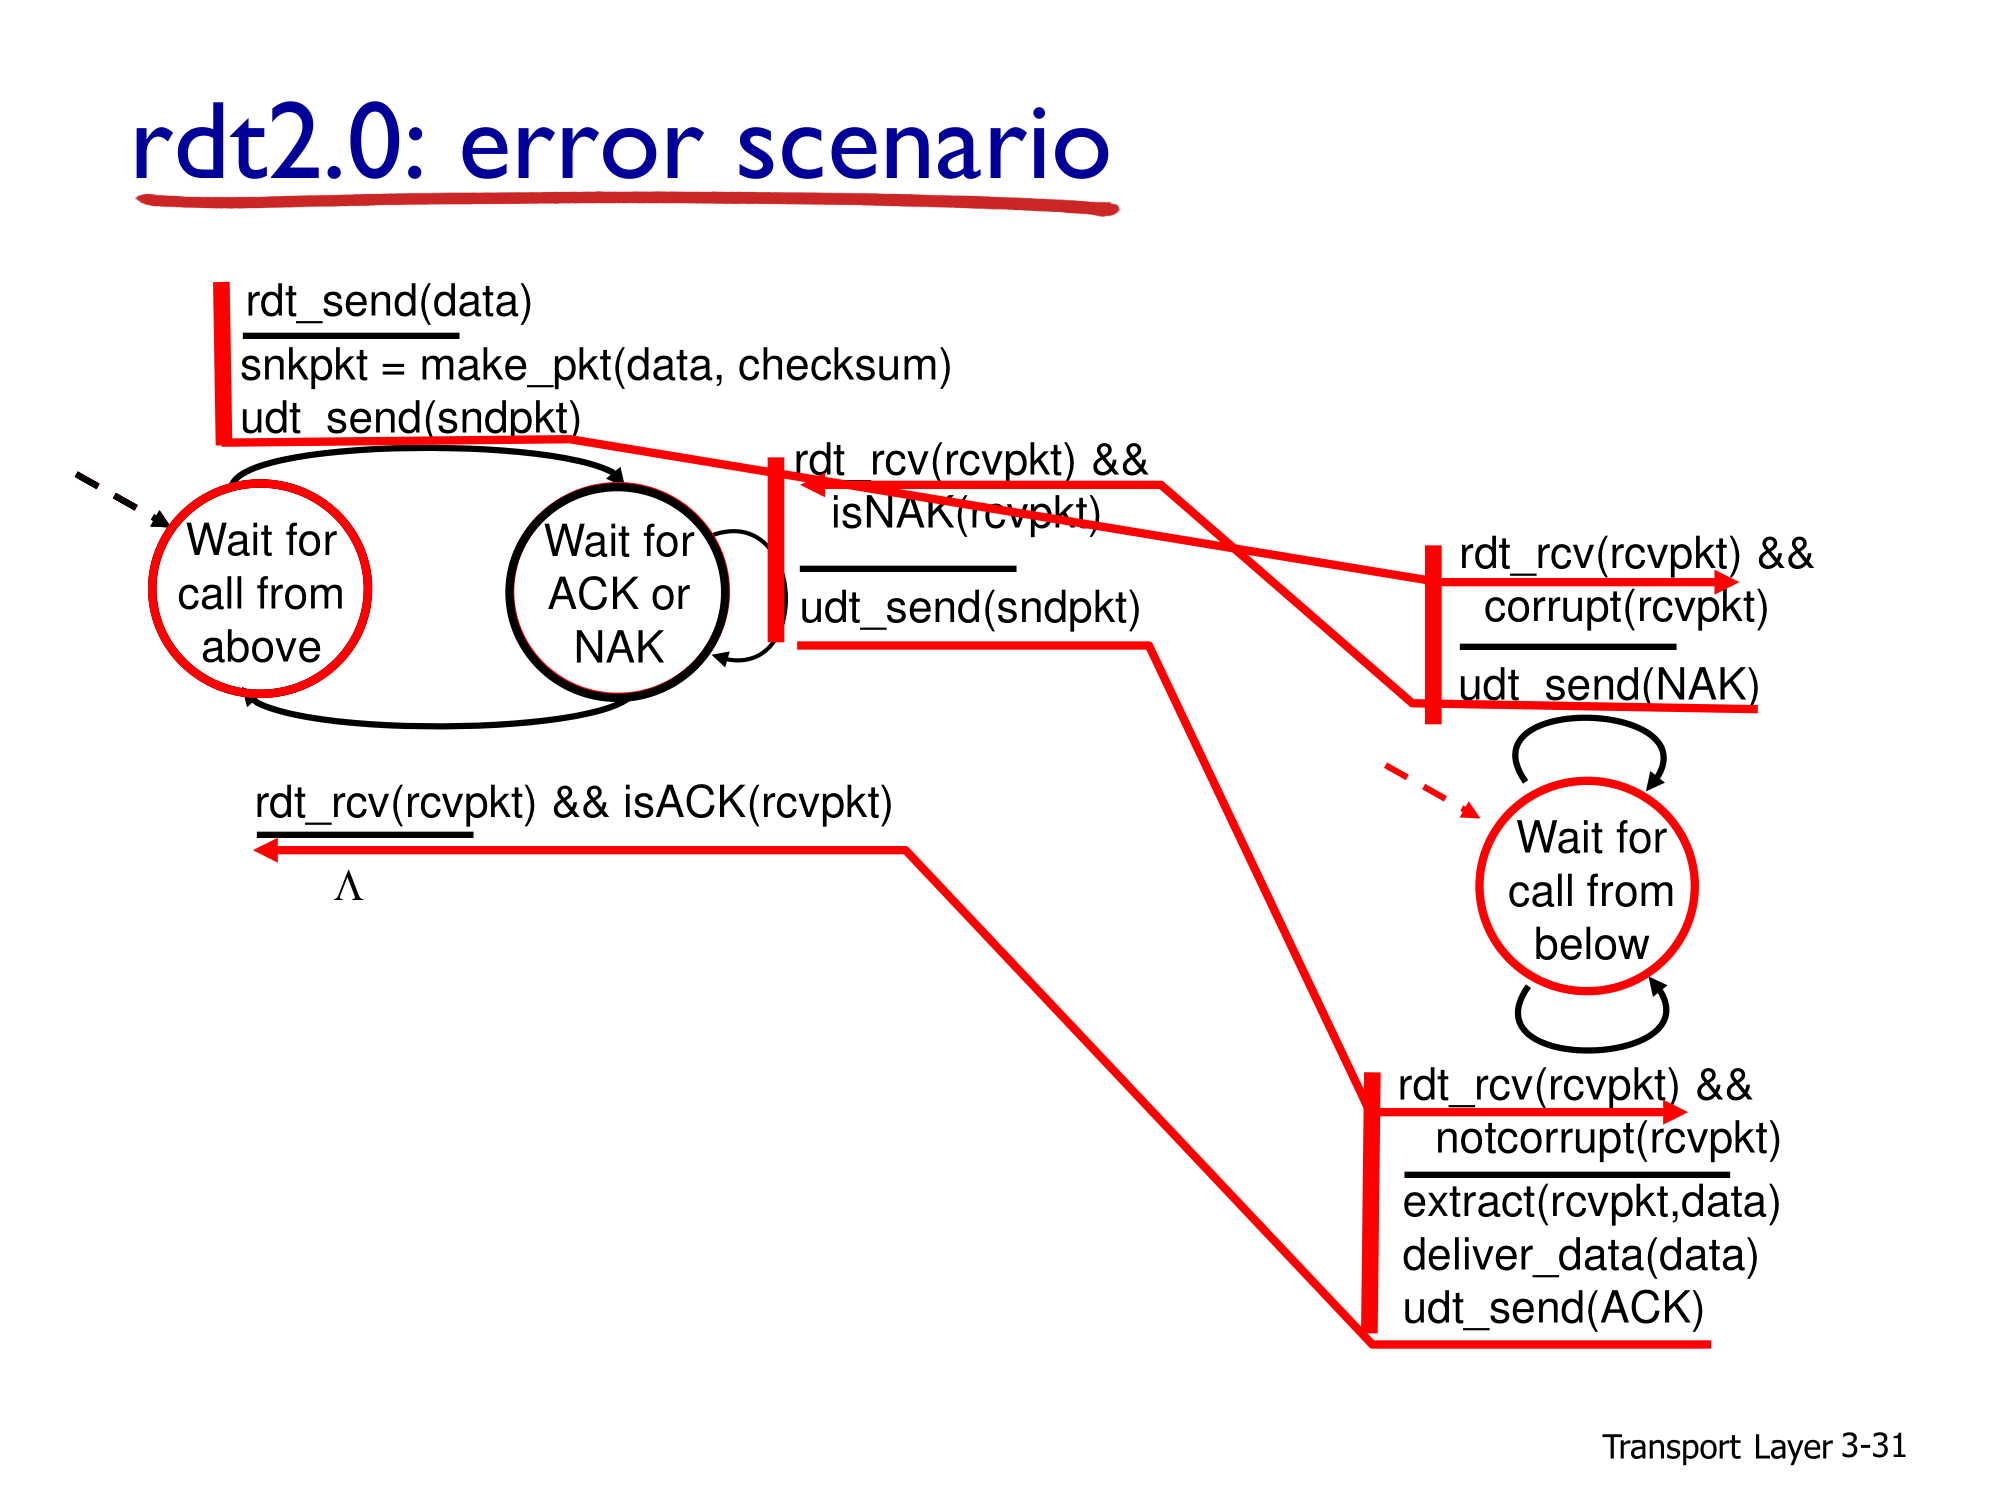 rdt2.0: error scenario
rdt_send(data)
snkpkt = make_pkt(data, checksum)
udt_send(sndpkt)
rdt_rcv(rcvpkt) &&
isNAK(rcvpkt)
udt_send(sndpkt)
Wait for
call from
above
Wait for
ACK or
NAK
rdt_rcv(rcvpkt) && isACK(rcvpkt)
Λ
rdt_rcv(rcvpkt) &&
corrupt(rcvpkt)
udt_send(NAK)
Wait for
call from
below
rdt_rcv(rcvpkt) &&
notcorrupt(rcvpkt)
extract(rcvpkt,data)
deliver_data(data)
udt_send(ACK)
Transport Layer 3-31